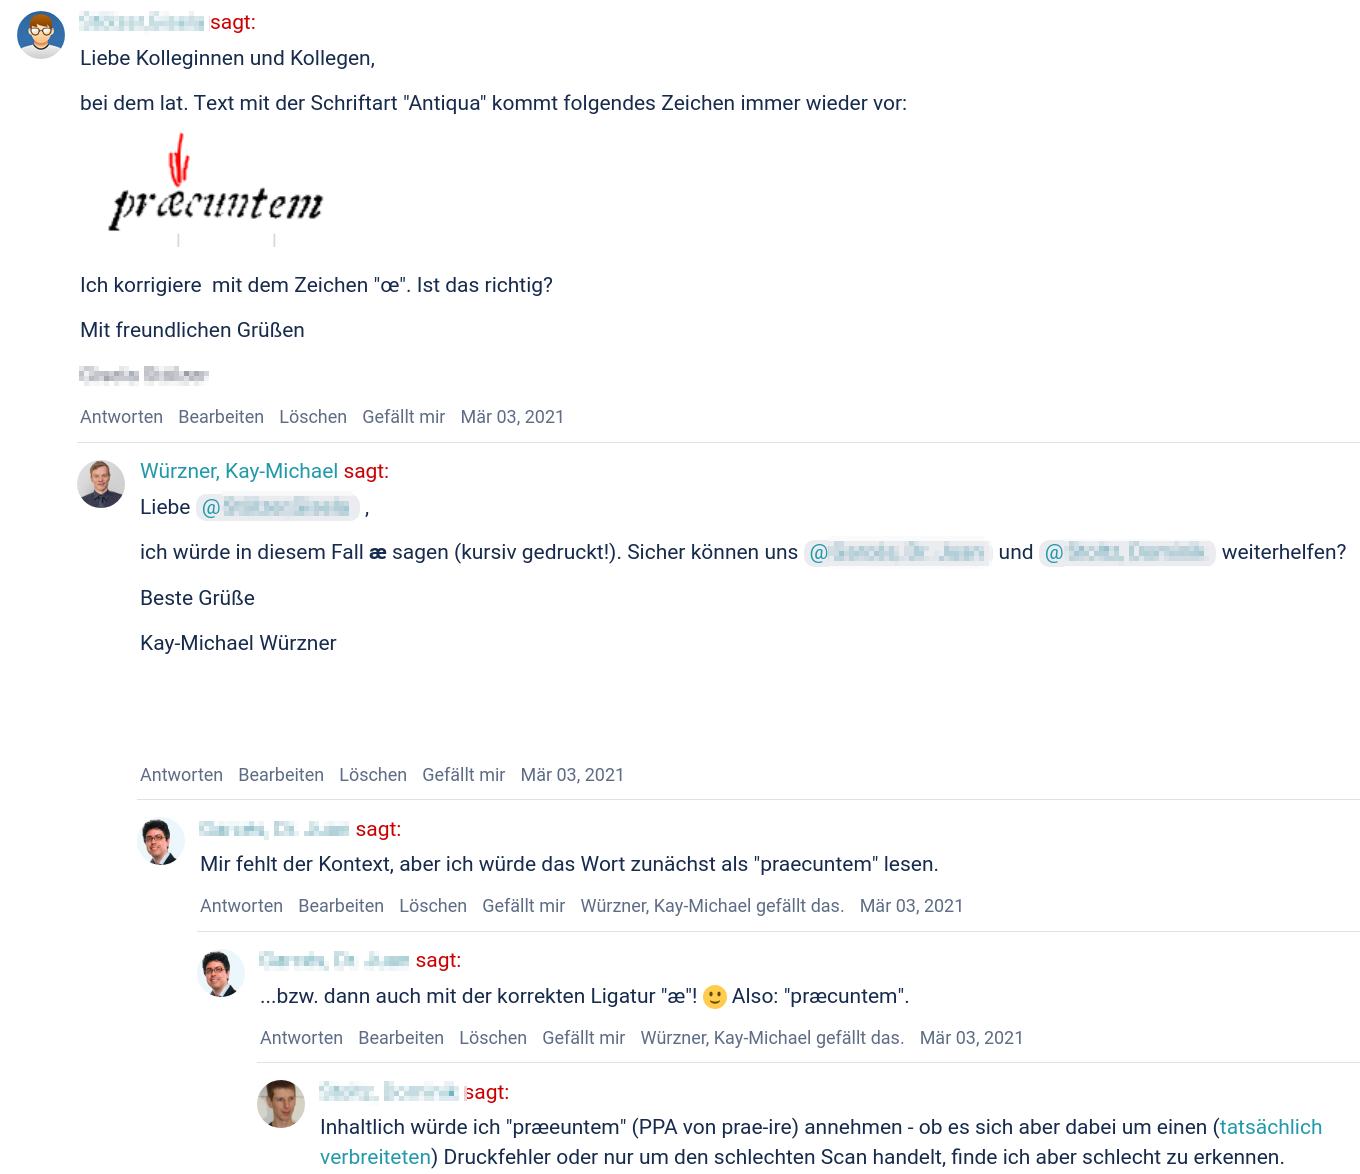 sagt:
Liebe Kolleginnen und Kollegen,
bei dem lat. Text mit der Schriftart "Antiqua" kommt folgendes Zeichen immer wieder vor:
præcuntem
Ich korrigiere  mit dem Zeichen "œ". Ist das richtig?
Mit freundlichen Grüßen
Antworten Bearbeiten Löschen Gefällt mir Mär 03, 2021
Würzner, Kay-Michael sagt:
Liebe @ ,
ich würde in diesem Fall æ sagen (kursiv gedruckt!). Sicher können uns @ und @ weiterhelfen?
Beste Grüße
Kay-Michael Würzner
Antworten Bearbeiten Löschen Gefällt mir Mär 03, 2021
sagt:
Mir fehlt der Kontext, aber ich würde das Wort zunächst als "praecuntem" lesen.
Antworten Bearbeiten Löschen Gefällt mir Würzner, Kay-Michael gefällt das. Mär 03, 2021
sagt:
...bzw. dann auch mit der korrekten Ligatur "æ"! 🙂 Also: "præcuntem".
Antworten Bearbeiten Löschen Gefällt mir Würzner, Kay-Michael gefällt das. Mär 03, 2021
sagt:
Inhaltlich würde ich "præeuntem" (PPA von prae-ire) annehmen - ob es sich aber dabei um einen (tatsächlich
verbreiteten) Druckfehler oder nur um den schlechten Scan handelt, finde ich aber schlecht zu erkennen.